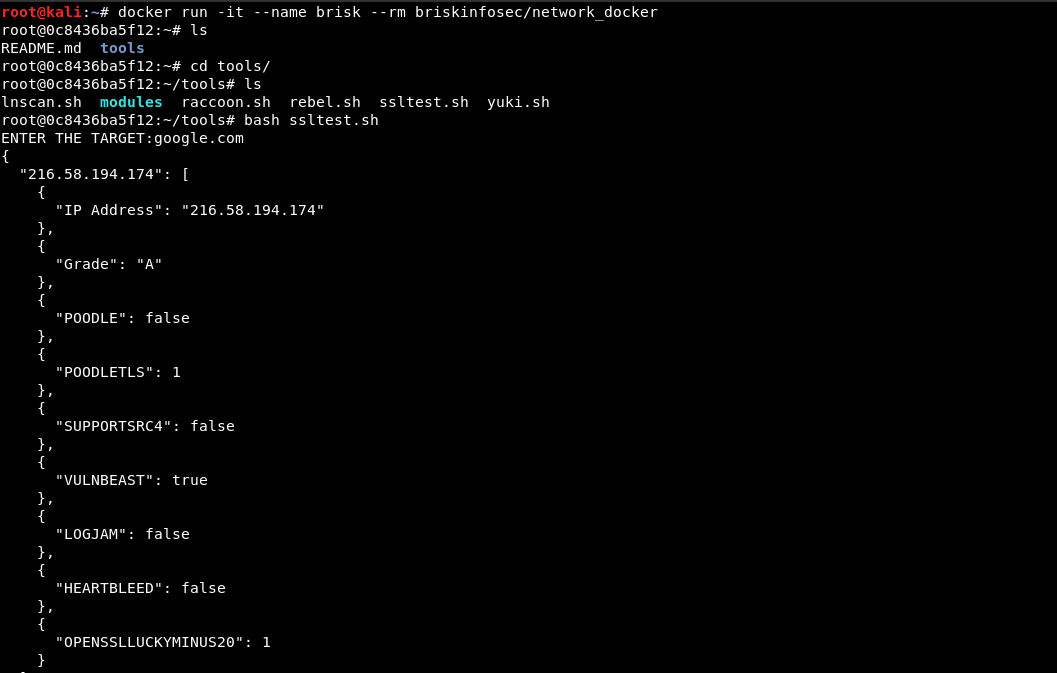 root@kali:~# docker run -it --name brisk --rm briskinfosec/network_docker
root@0c8436ba5f12:~# ls
README.md  tools
root@0c8436ba5f12:~# cd tools/
root@0c8436ba5f12:~/tools# ls
lnscan.sh  modules  raccoon.sh  rebel.sh  ssltest.sh  yuki.sh
root@0c8436ba5f12:~/tools# bash ssltest.sh
ENTER THE TARGET:google.com
{
  "216.58.194.174": [
    {
      "IP Address": "216.58.194.174"
    },
    {
      "Grade": "A"
    },
    {
      "POODLE": false
    },
    {
      "POODLETLS": 1
    },
    {
      "SUPPORTSRC4": false
    },
    {
      "VULNBEAST": true
    },
    {
      "LOGJAM": false
    },
    {
      "HEARTBLEED": false
    },
    {
      "OPENSSLLUCKYMINUS20": 1
    }